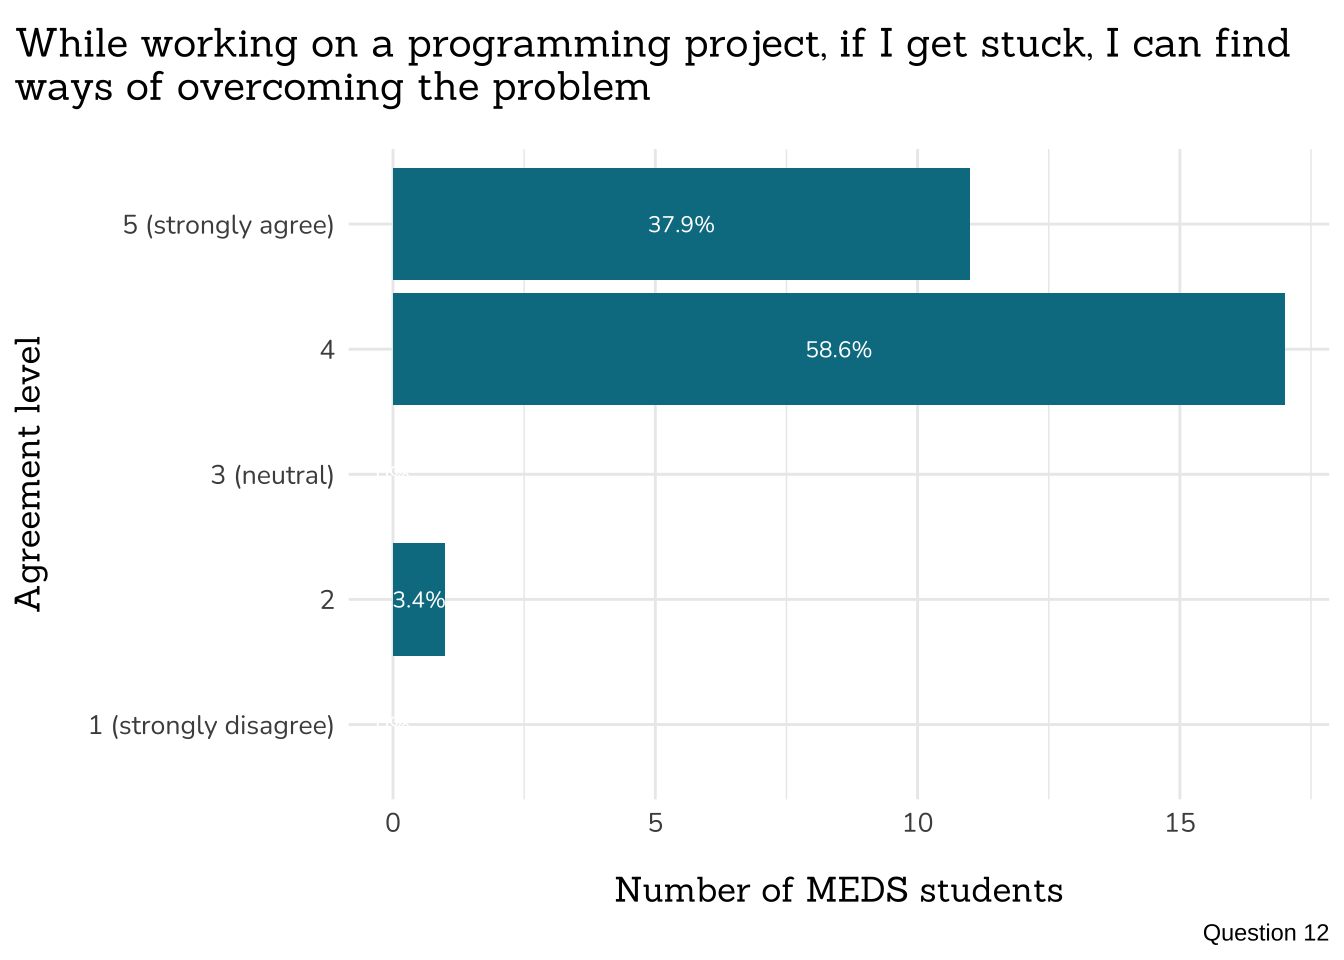 While working on a programming project, if I get stuck, I can find
ways of overcoming the problem
Agreement level
5 (strongly agree)
37.9%
4
58.6%
3 (neutral)
2
3.4%
1 (strongly disagree)
0
5
10
15
Number of MEDS students
Question 12